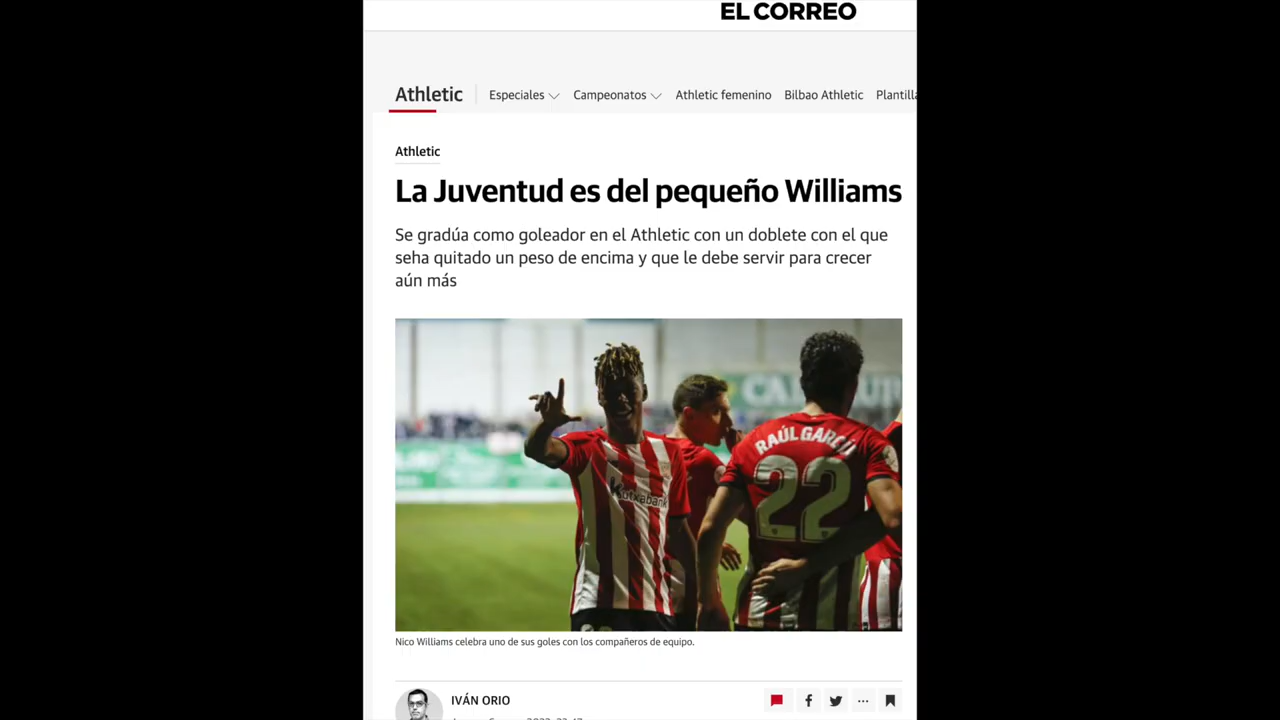 EL CORREO
Athletic Especiales Campeonatos Athletic femenino Bilbao Athletic Plantilla
Athletic
La Juventud es del pequeño Williams
Se gradúa como goleador en el Athletic con un doblete con el que
seha quitado un peso de encima y que le debe servir para crecer
aún más
RAÚL GARCÍA
22
kutxabank
Nico Williams celebra uno de sus goles con los compañeros de equipo.
IVÁN ORIO